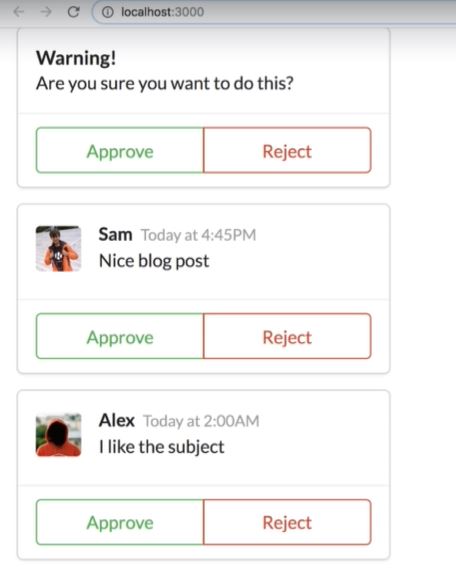 localhost:3000
Warning!
Are you sure you want to do this?
Approve Reject
Sam Today at 4:45PM
Nice blog post
Approve Reject
Alex Today at 2:00AM
I like the subject
Approve Reject